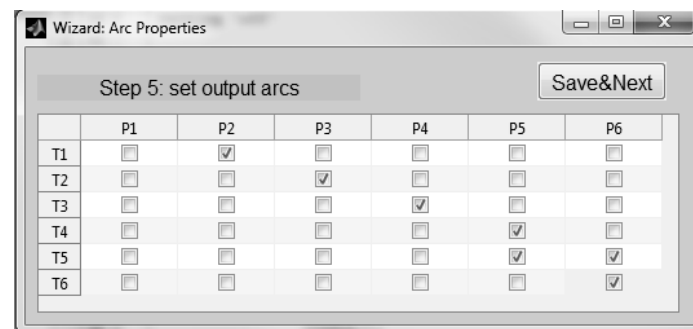 Wizard: Arc Properties
Step 5: set output arcs
Save&Next
P1 P2 P3 P4 P5 P6
T1
T2
T3
T4
T5
T6